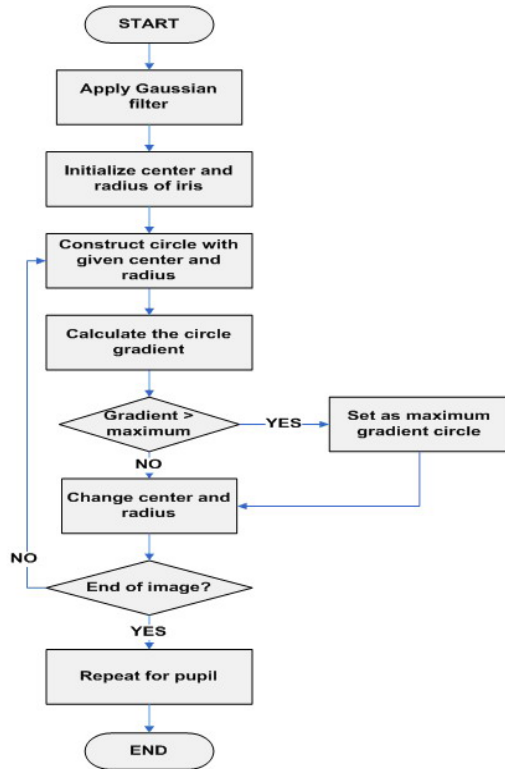 START
Apply Gaussian
filter
Initialize center and
radius of iris
Construct circle with
given center and
radius
Calculate the circle
gradient
Gradient >
maximum
YES
Set as maximum
gradient circle
NO
Change center and
radius
NO
End of image?
YES
Repeat for pupil
END